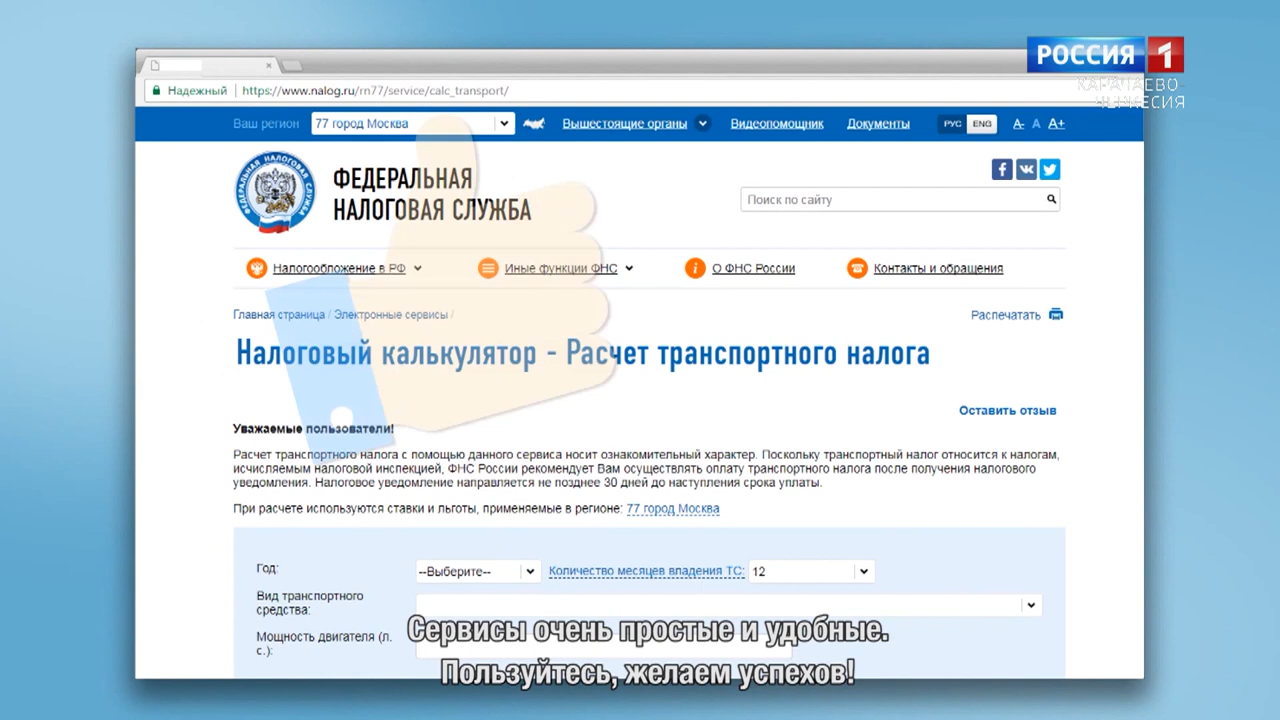 РОССИЯ 1
КАРАЧАЕВО-
ЧЕРКЕСИЯ
Надежный https://www.nalog.ru/rn77/service/calc_transport/
Ваш регион 77 город Москва Вышестоящие органы Видеопомощник Документы РУС ENG A- A A+
ФЕДЕРАЛЬНАЯ
НАЛОГОВАЯ СЛУЖБА
ФЕДЕРАЛЬНАЯ НАЛОГОВАЯ СЛУЖБА
Поиск по сайту
Налогообложение в РФ Иные функции ФНС О ФНС России Контакты и обращения
Главная страница / Электронные сервисы / Распечатать
Налоговый калькулятор - Расчет транспортного налога
Оставить отзыв
Уважаемые пользователи!
Расчет транспортного налога с помощью данного сервиса носит ознакомительный характер. Поскольку транспортный налог относится к налогам,
исчисляемым налоговой инспекцией, ФНС России рекомендует Вам осуществлять оплату транспортного налога после получения налогового
уведомления. Налоговое уведомление направляется не позднее 30 дней до наступления срока уплаты.
При расчете используются ставки и льготы, применяемые в регионе: 77 город Москва
Год: --Выберите-- Количество месяцев владения ТС: 12
Вид транспортного
средства:
Мощность двигателя (л.
с.):
Сервисы очень простые и удобные.
Пользуйтесь, желаем успехов!